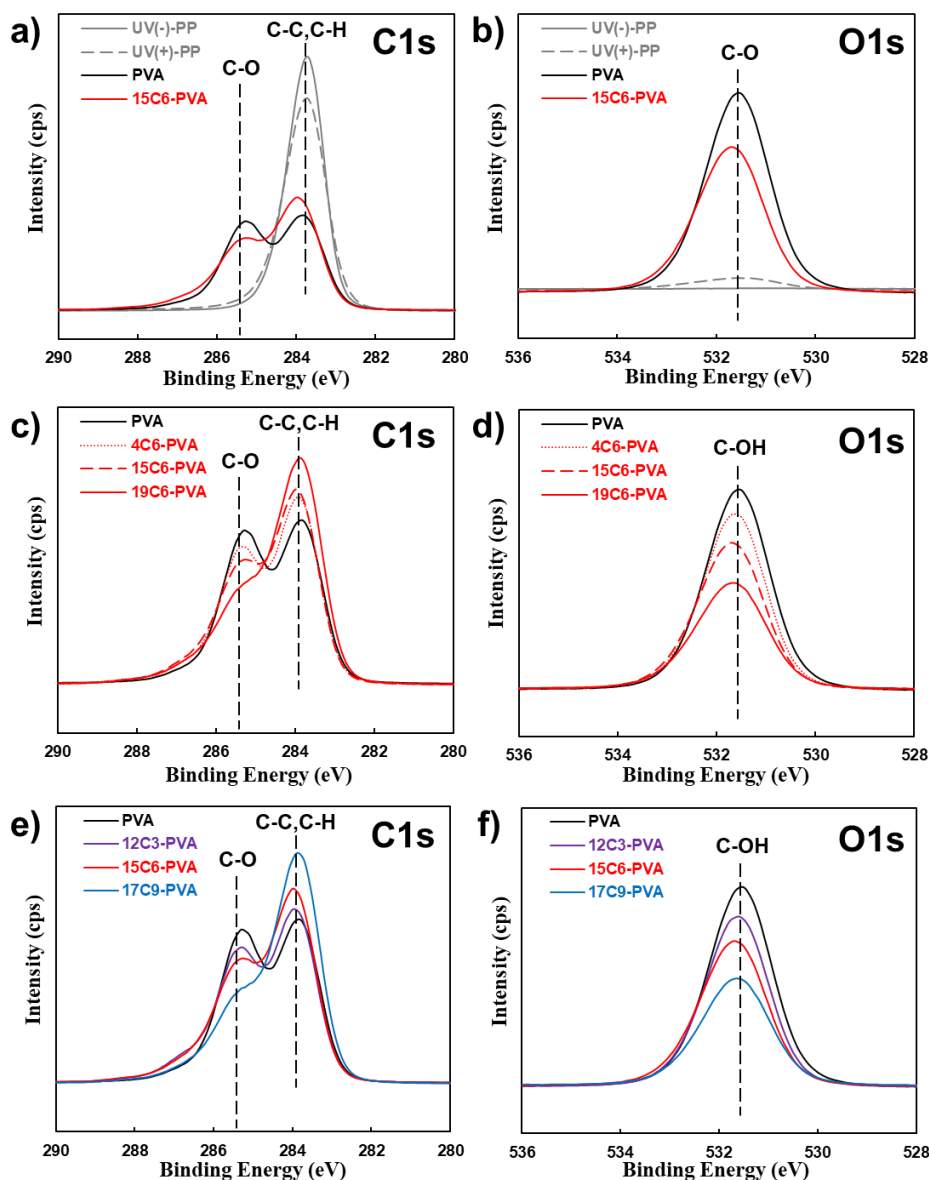 a)
UV(-)-PP
UV(+)-PP
PVA
15C6-PVA
C-O
C-C,C-H
C1s
Intensity (cps)
290
288
286
284
282
280
Binding Energy (eV)
b)
UV(-)-PP
UV(+)-PP
PVA
15C6-PVA
C-O
O1s
Intensity (cps)
536
534
532
530
528
Binding Energy (eV)
c)
PVA
4C6-PVA
15C6-PVA
19C6-PVA
C-O
C-C,C-H
C1s
Intensity (cps)
290
288
286
284
282
280
Binding Energy (eV)
d)
PVA
4C6-PVA
15C6-PVA
19C6-PVA
C-OH
O1s
Intensity (cps)
536
534
532
530
528
Binding Energy (eV)
e)
PVA
12C3-PVA
15C6-PVA
17C9-PVA
C-O
C-C,C-H
C1s
Intensity (cps)
290
288
286
284
282
280
Binding Energy (eV)
f)
PVA
12C3-PVA
15C6-PVA
17C9-PVA
C-OH
O1s
Intensity (cps)
536
534
532
530
528
Binding Energy (eV)